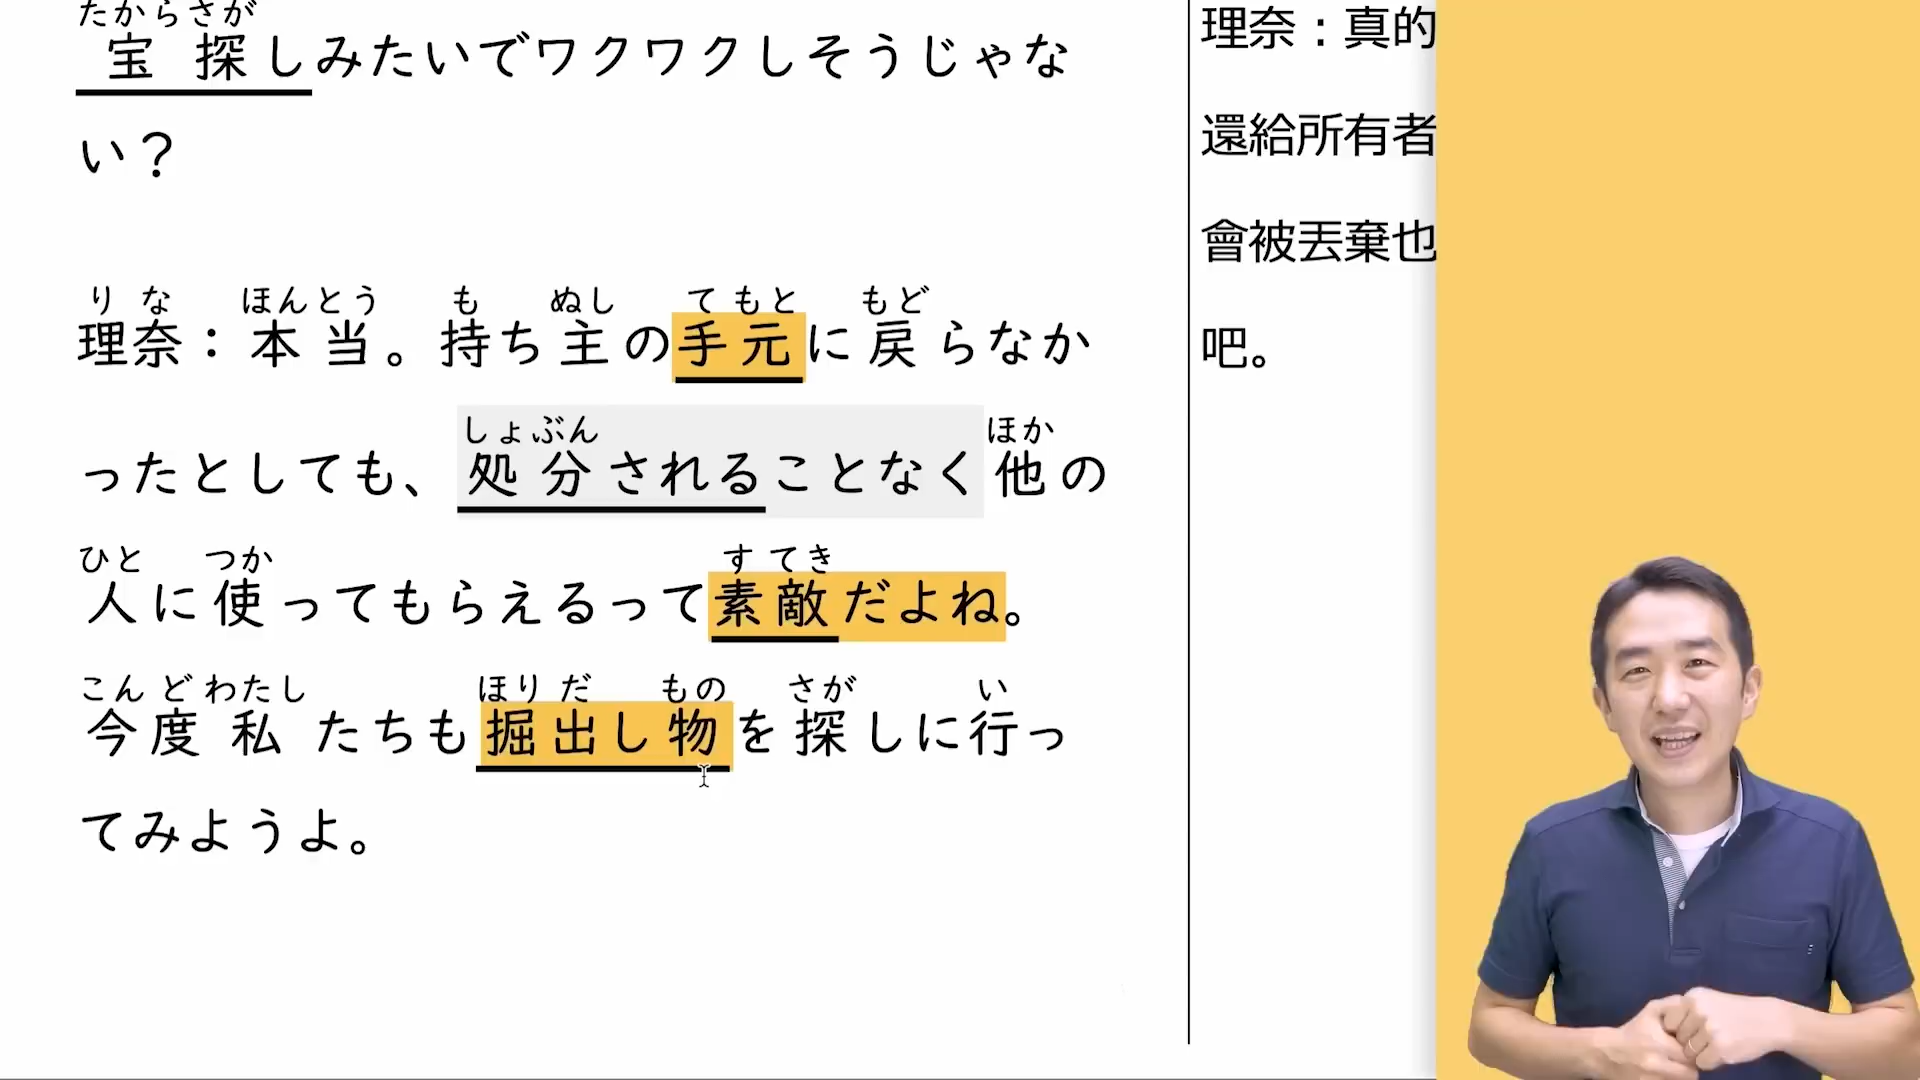 たからさが
宝探しみたいでワクワクしそうじゃな
い？
りな ほんとう も ぬし てもと もど
理奈：本当。持ち主の手元に戻らなか
しょぶん ほか
ったとしても、処分されることなく他の
ひと つか すてき
人に使ってもらえるって素敵だよね。
こんど わたし ほりだ もの さが い
今度私たちも掘出し物を探しに行っ
てみようよ。
理奈：真的
還給所有者
會被丟棄也
吧。